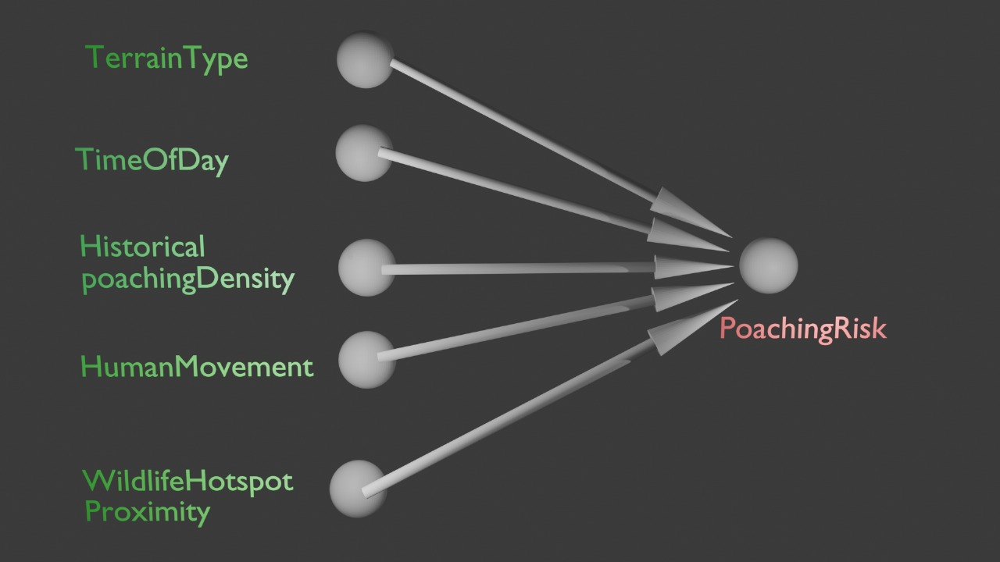 TerrainType
TimeOfDay
Historical
poachingDensity
HumanMovement
WildlifeHotspot
Proximity
PoachingRisk